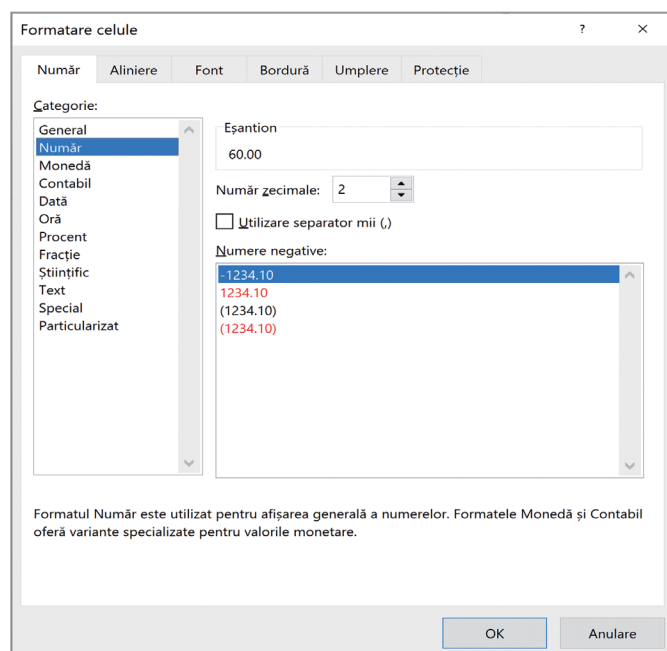 Formatare celule ? ×
Număr Aliniere Font Bordură Umplere Protecție
Categorie:
General
Număr
Monedă
Contabil
Dată
Oră
Procent
Fracție
Științific
Text
Special
Particularizat
Eșantion
60.00
Număr zecimale: 2
Utilizare separator mii (,)
Numere negative:
-1234.10
1234.10
(1234.10)
(1234.10)
Formatul Număr este utilizat pentru afișarea generală a numerelor. Formatele Monedă și Contabil
oferă variante specializate pentru valorile monetare.
OK Anulare